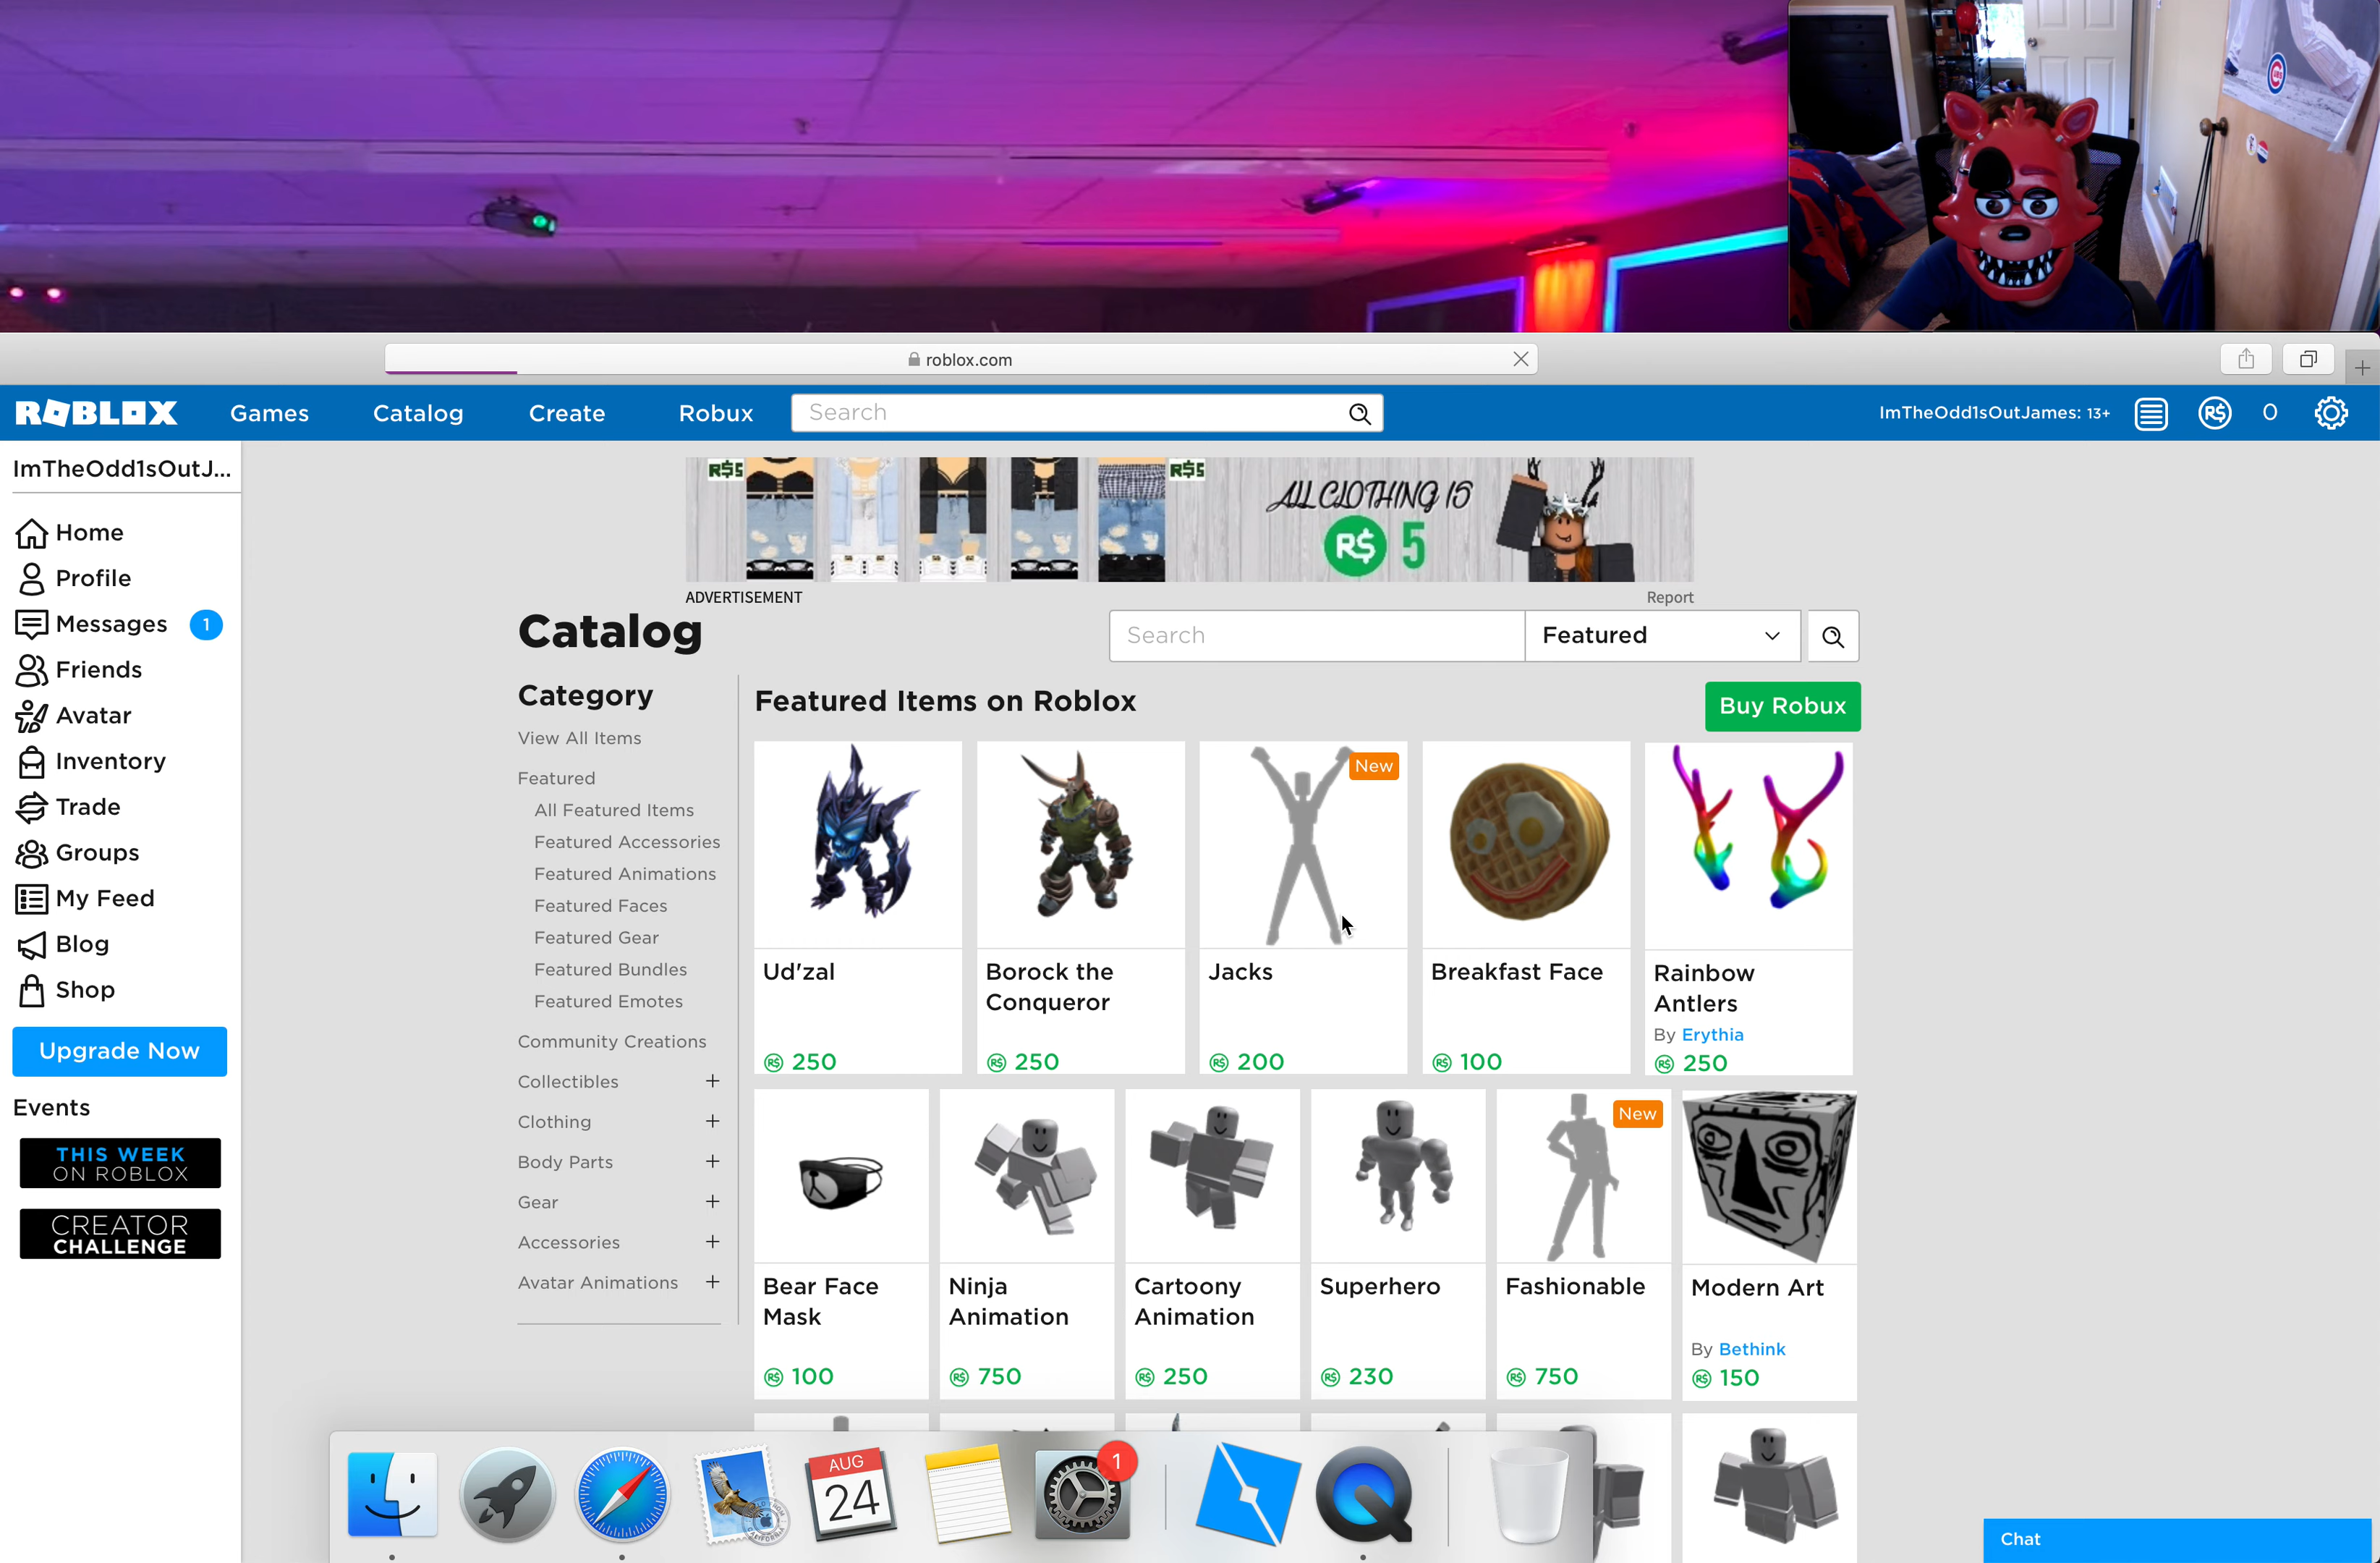 roblox.com
ROBLOX
Games
Catalog
Create
Robux
Search
ImTheOdd1sOutJames: 13+
R$
0
ImTheOdd1sOutJ...
Home
Profile
Messages
1
Friends
Avatar
Inventory
Trade
Groups
My Feed
Blog
Shop
Upgrade Now
Events
THIS WEEK
ON ROBLOX
CREATOR
CHALLENGE
R$5
R$5
ALL CLOTHING IS
R$ 5
ADVERTISEMENT
Report
Catalog
Search
Featured
Category
View All Items
Featured
All Featured Items
Featured Accessories
Featured Animations
Featured Faces
Featured Gear
Featured Bundles
Featured Emotes
Community Creations
Collectibles +
Clothing +
Body Parts +
Gear +
Accessories +
Avatar Animations +
Featured Items on Roblox
Buy Robux
Ud'zal
R$ 250
Borock the
Conqueror
R$ 250
New
Jacks
R$ 200
Breakfast Face
R$ 100
Rainbow
Antlers
By Erythia
R$ 250
Bear Face
Mask
R$ 100
Ninja
Animation
R$ 750
Cartoony
Animation
R$ 250
Superhero
R$ 230
New
Fashionable
R$ 750
Modern Art
By Bethink
R$ 150
AUG
24
1
Chat